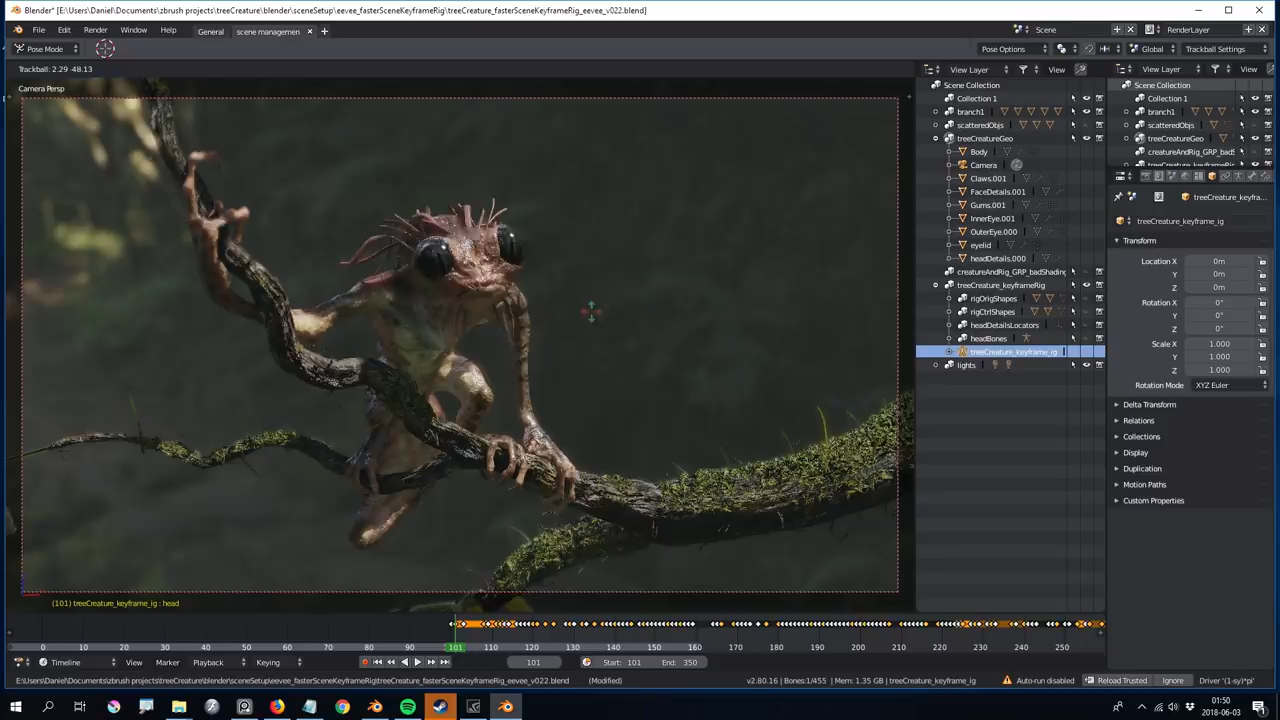 Blender* [E:\Users\Daniel\Documents\zbrush projects\treeCreature\blender\sceneSetup\eevee_fasterSceneKeyframeRig\treeCreature_fasterSceneKeyframeRig_eevee_v022.blend]
File Edit Render Window Help General scene managemen Scene RenderLayer
Pose Mode Pose Options Global Trackball Settings
Trackball: 2.29 48.13 View Layer View View Layer View
Camera Persp
Scene Collection Scene Collection
Collection 1 Collection 1
branch1 branch1
scatteredObjs scatteredObjs
treeCreatureGeo treeCreatureGeo
Body creatureAndRig_GRP_badS
Camera
Claws.001
FaceDetails.001 treeCreature_keyfra...
Gums.001
InnerEye.001 treeCreature_keyframe_ig
OuterEye.000
eyelid Transform
headDetails.000 Location X 0m
creatureAndRig_GRP_badShading Y 0m
treeCreature_keyframeRig Z 0m
rigOrigShapes Rotation X 0°
rigCtrlShapes Y 0°
headDetailsLocators Z 0°
headBones Scale X 1.000
treeCreature_keyframe_ig Y 1.000
lights Z 1.000
Rotation Mode XYZ Euler
Delta Transform
Relations
Collections
Display
Duplication
Motion Paths
Custom Properties
(101) treeCreature_keyframe_ig : head
0 10 20 30 40 50 60 70 80 90 101 110 120 130 140 150 160 170 180 190 200 210 220 230 240 250
Timeline View Marker Playback Keying 101 Start: 101 End: 350
E:\Users\Daniel\Documents\zbrush projects\treeCreature\blender\sceneSetup\eevee_fasterSceneKeyframeRig\treeCreature_fasterSceneKeyframeRig_eevee_v022.blend (Modified) v2.80.16 | Bones:1/455 | Mem: 1.35 GB | treeCreature_keyframe_ig Auto-run disabled Reload Trusted Ignore Driver '(1-sy)*pi'
01:50
2018-06-03